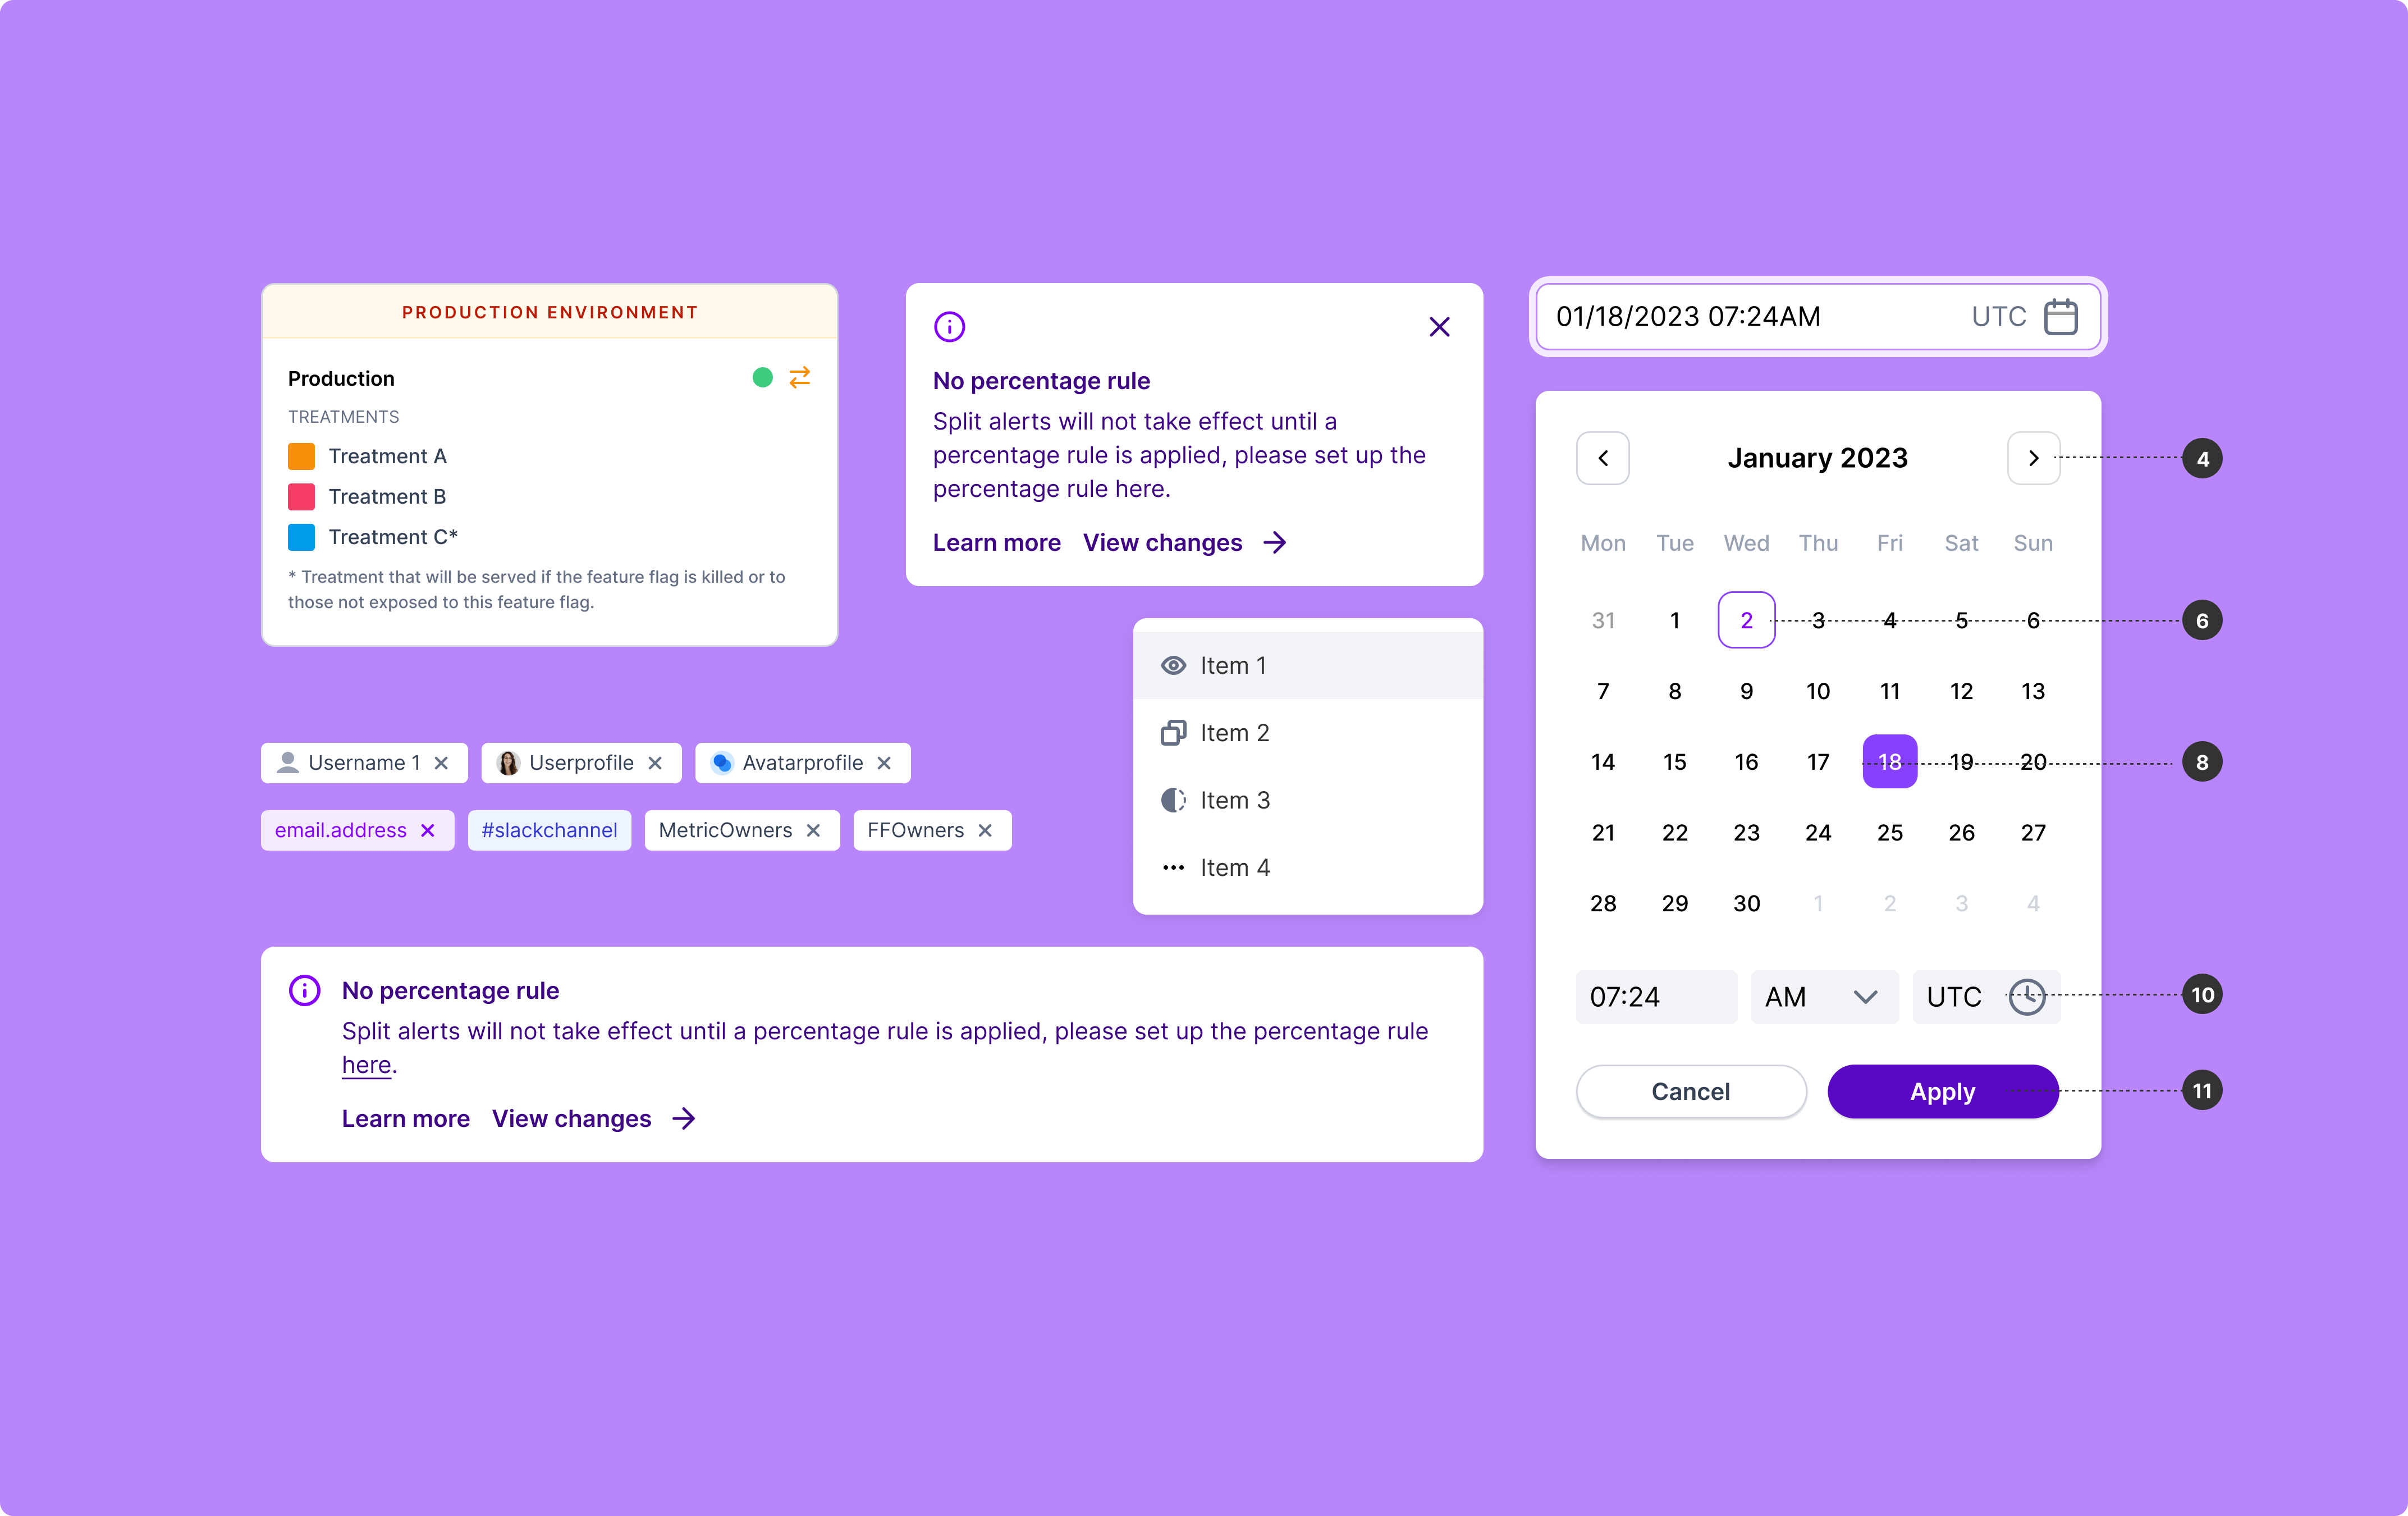 PRODUCTION ENVIRONMENT
Production
TREATMENTS
Treatment A
Treatment B
Treatment C*
* Treatment that will be served if the feature flag is killed or to
those not exposed to this feature flag.
No percentage rule
Split alerts will not take effect until a
percentage rule is applied, please set up the
percentage rule here.
Learn more View changes
Item 1
Item 2
Item 3
Item 4
Username 1 Userprofile Avatarprofile
email.address #slackchannel MetricOwners FFOwners
No percentage rule
Split alerts will not take effect until a percentage rule is applied, please set up the percentage rule
here.
Learn more View changes
01/18/2023 07:24AM UTC
January 2023 4
Mon Tue Wed Thu Fri Sat Sun
31 1 2 3 4 5 6 6
7 8 9 10 11 12 13
14 15 16 17 18 19 20 8
21 22 23 24 25 26 27
28 29 30 1 2 3 4
07:24 AM UTC 10
Cancel Apply 11